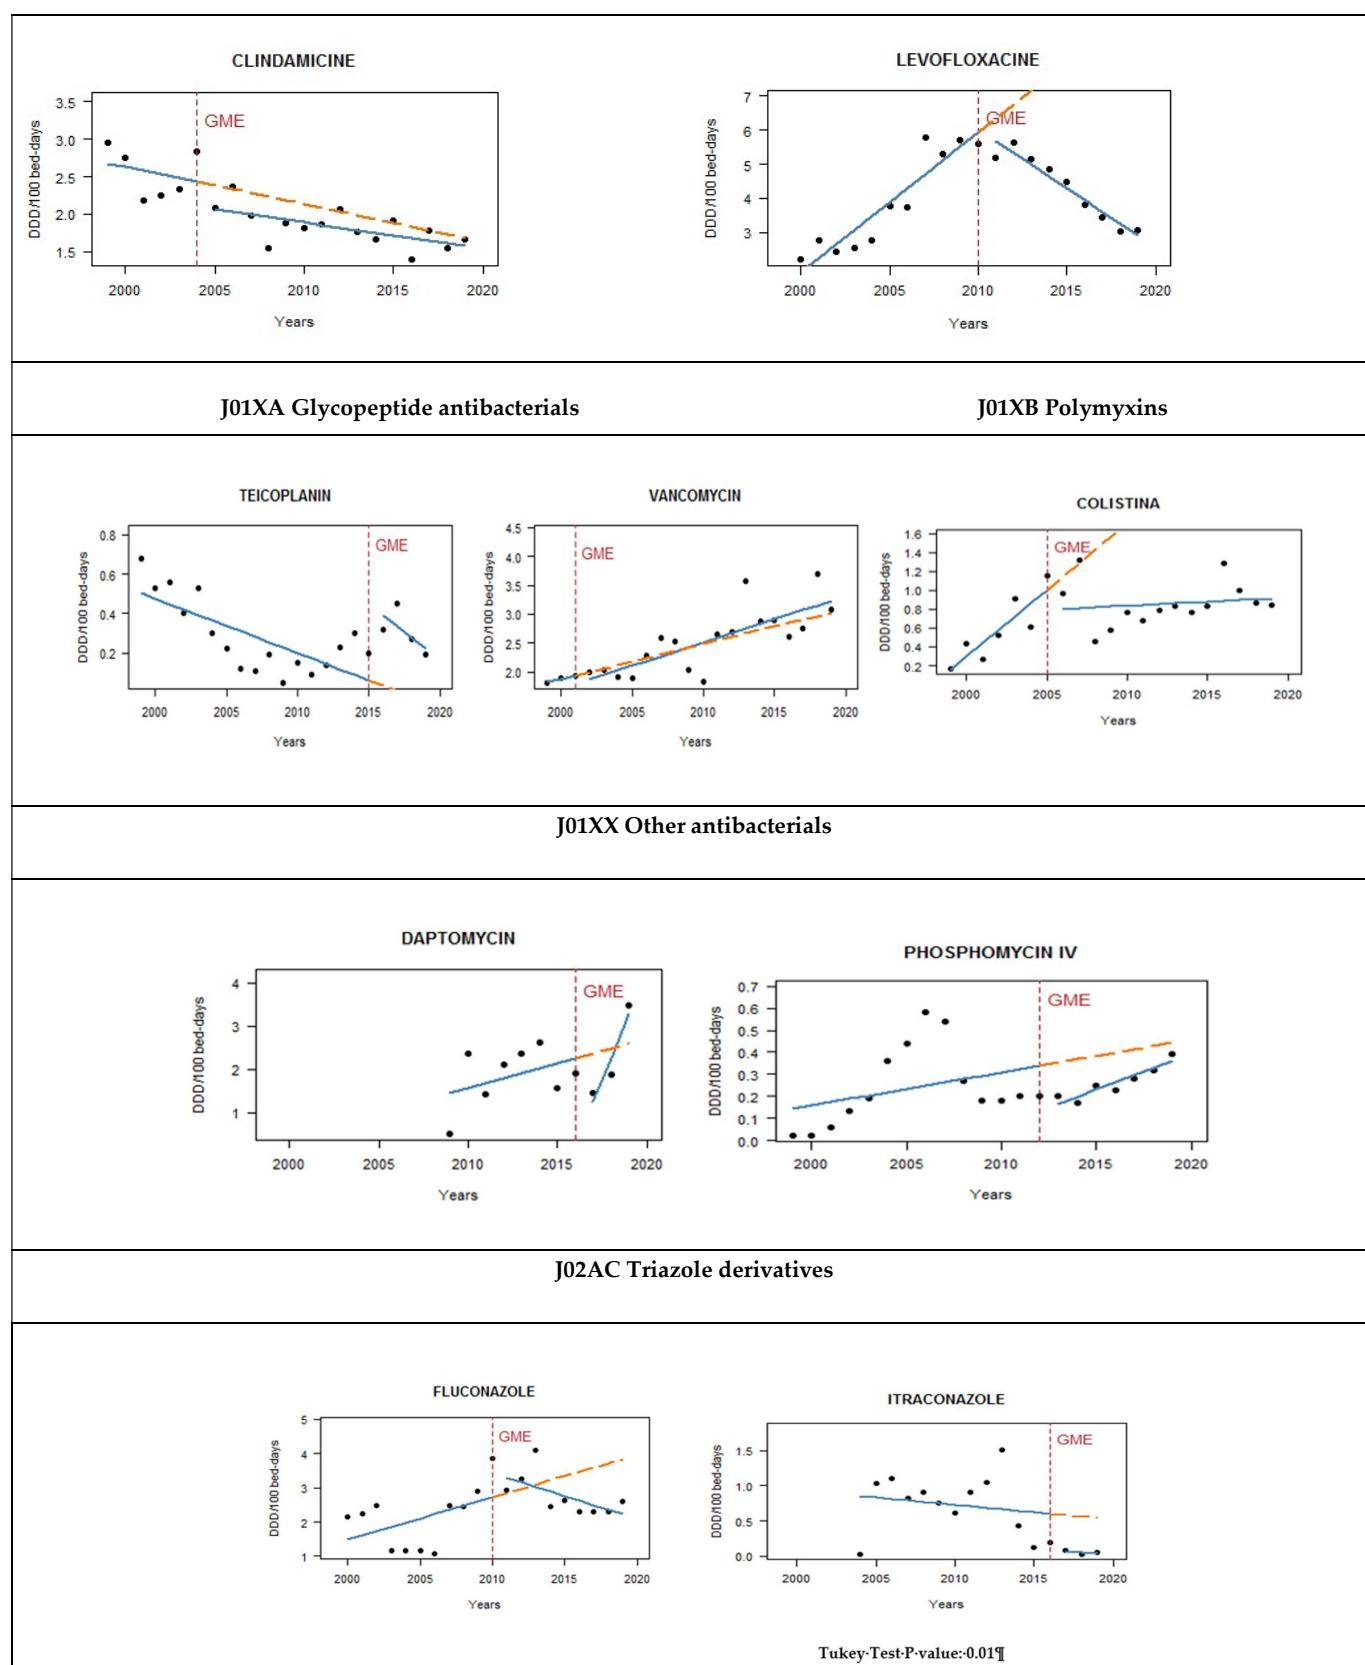 CLINDAMICINE
DDD/100 bed-days
3.5
3.0
2.5
2.0
1.5
GME
2000 2005 2010 2015 2020
Years
LEVOFLOXACINE
DDD/100 bed-days
7
6
5
4
3
GME
2000 2005 2010 2015 2020
Years
J01XA Glycopeptide antibacterials
J01XB Polymyxins
TEICOPLANIN
DDD/100 bed-days
0.8
0.6
0.4
0.2
GME
2000 2005 2010 2015 2020
Years
VANCOMYCIN
DDD/100 bed-days
4.5
4.0
3.5
3.0
2.5
2.0
GME
2000 2005 2010 2015 2020
Years
COLISTINA
DDD/100 bed-days
1.6
1.4
1.2
1.0
0.8
0.6
0.4
0.2
GME
2000 2005 2010 2015 2020
Years
J01XX Other antibacterials
DAPTOMYCIN
DDD/100 bed-days
4
3
2
1
GME
2000 2005 2010 2015 2020
Years
PHOSPHOMYCIN IV
DDD/100 bed-days
0.7
0.6
0.5
0.4
0.3
0.2
0.1
0.0
GME
2000 2005 2010 2015 2020
Years
J02AC Triazole derivatives
FLUCONAZOLE
DDD/100 bed-days
5
4
3
2
1
GME
2000 2005 2010 2015 2020
Years
ITRACONAZOLE
DDD/100 bed-days
1.5
1.0
0.5
0.0
GME
2000 2005 2010 2015 2020
Years
Tukey·Test·P·value:·0.01¶